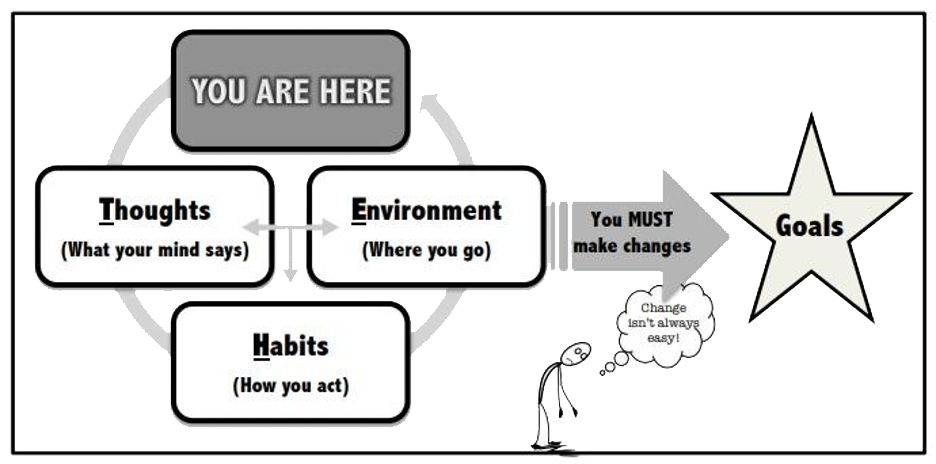 YOU ARE HERE
Thoughts
(What your mind says)
Environment
(Where you go)
Habits
(How you act)
You MUST
make changes
Goals
Change
isn't always
easy!